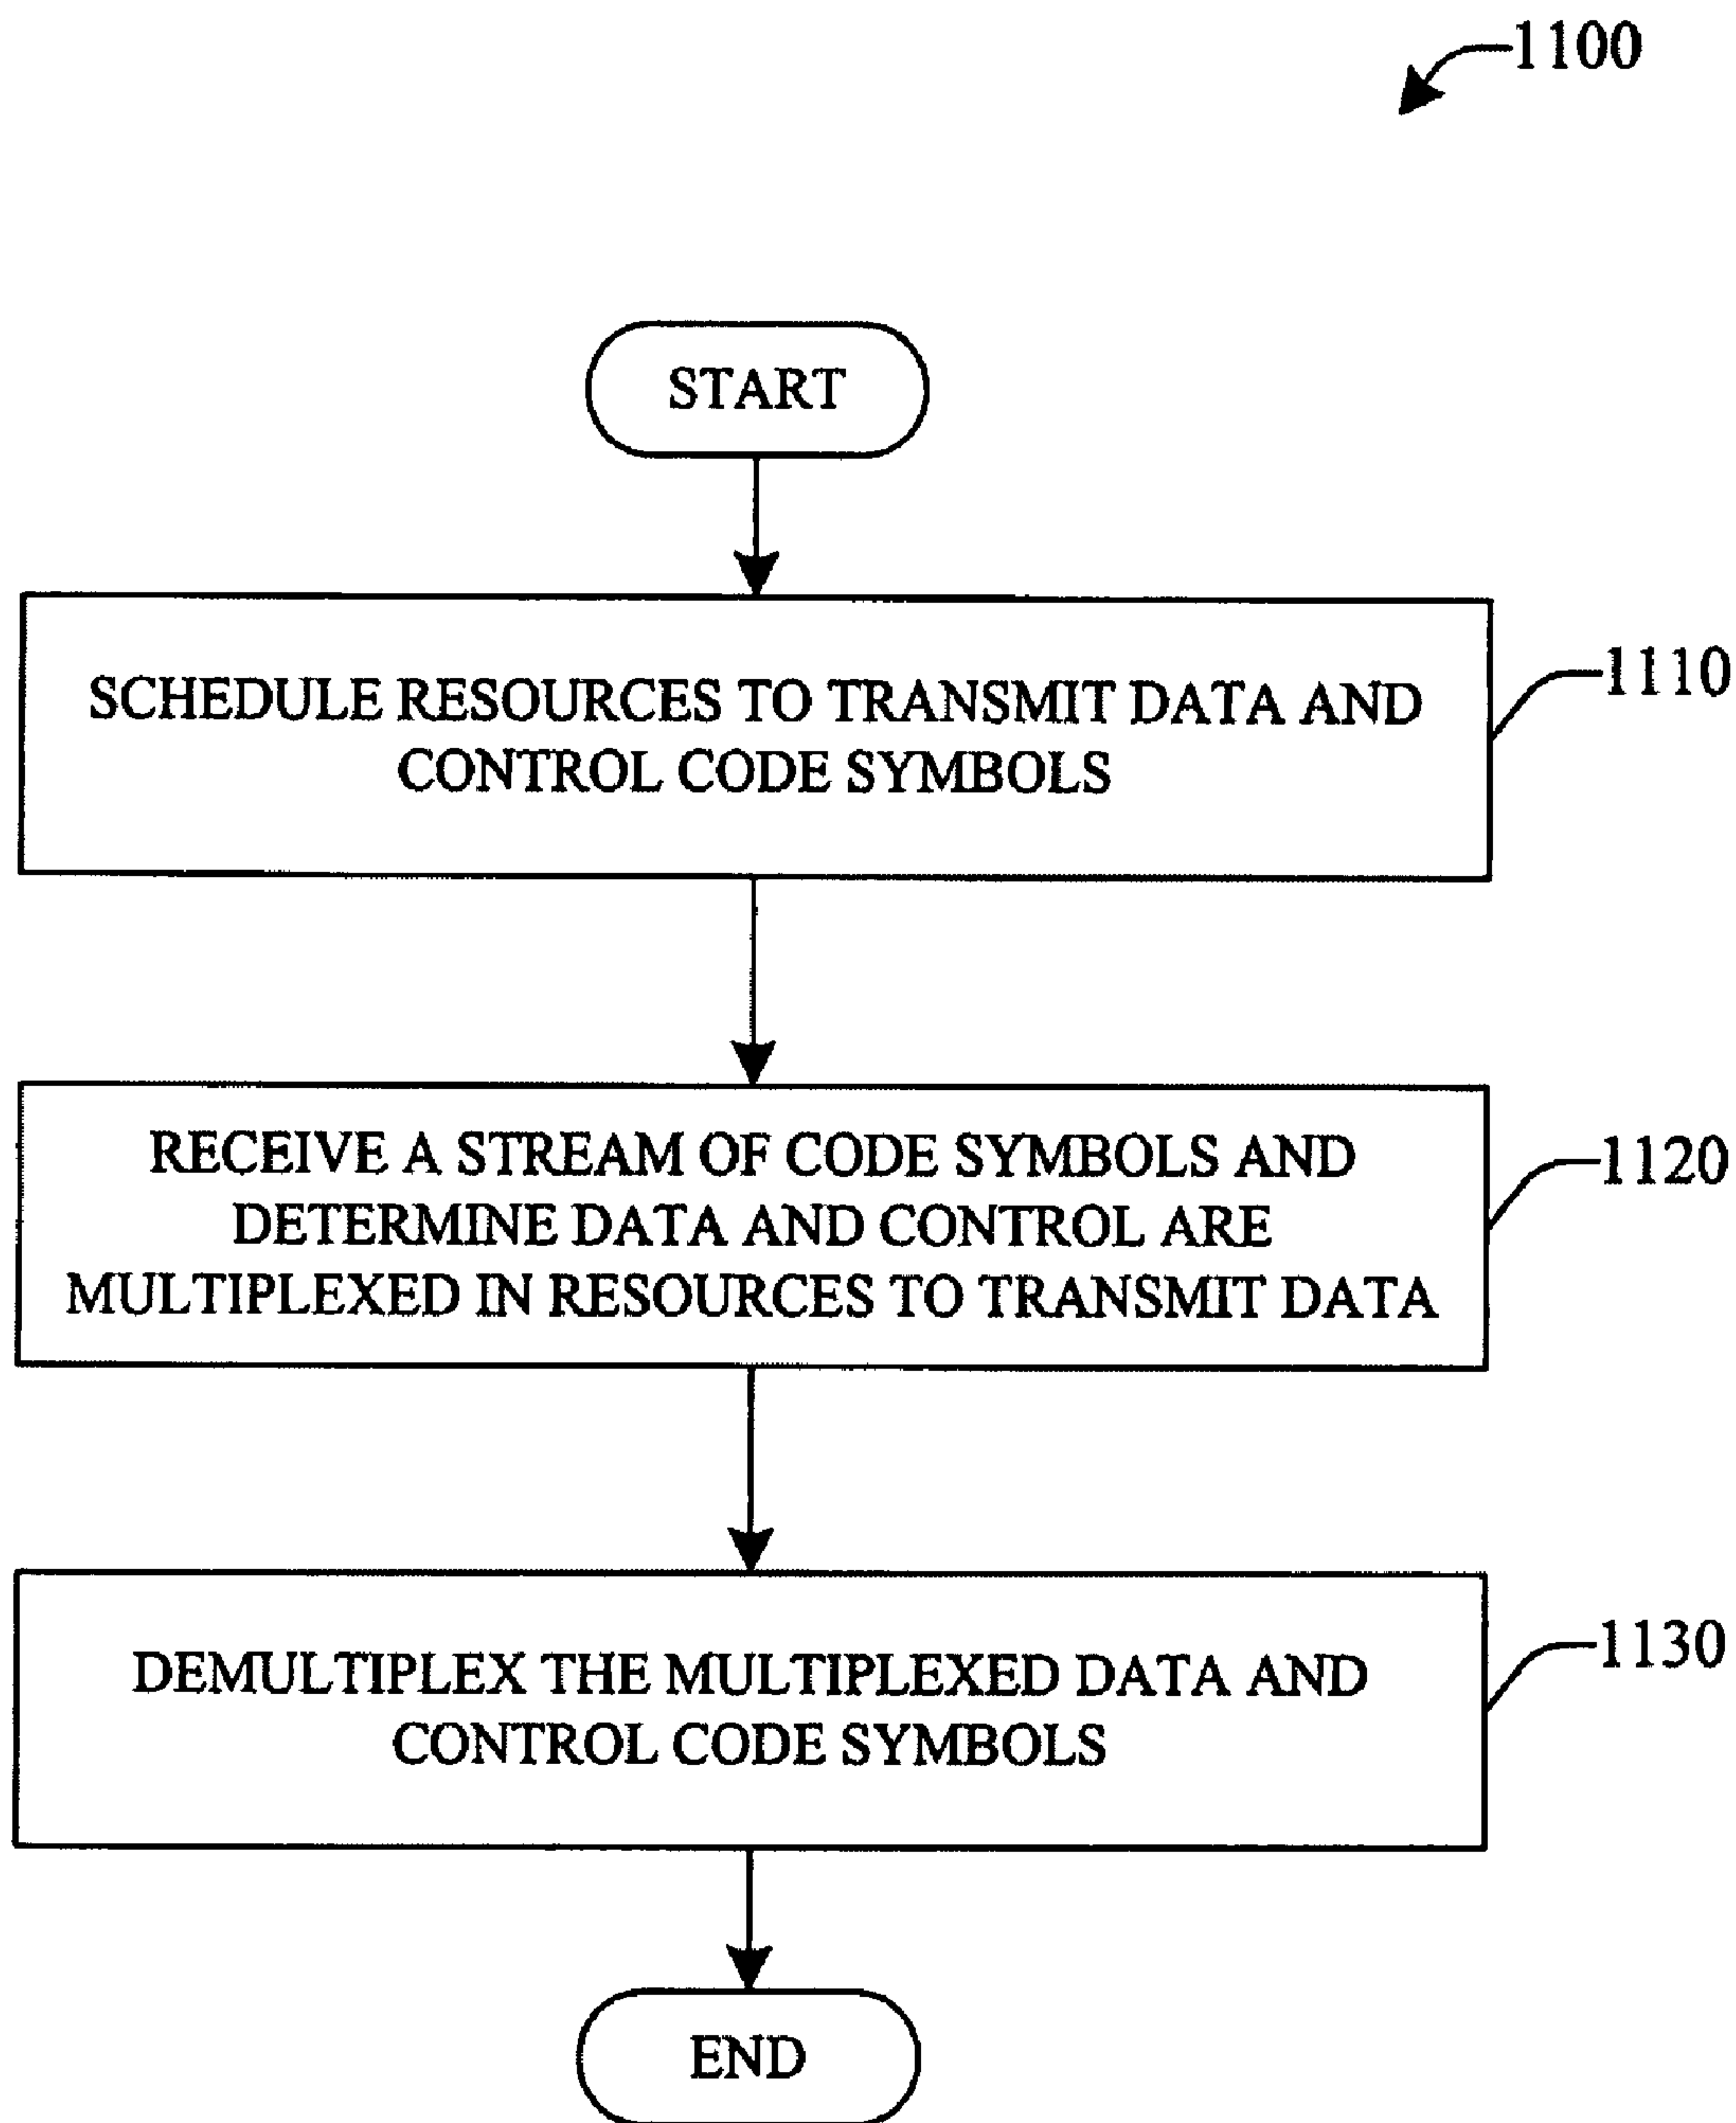 1100
START
SCHEDULE RESOURCES TO TRANSMIT DATA AND
CONTROL CODE SYMBOLS
1110
RECEIVE A STREAM OF CODE SYMBOLS AND
DETERMINE DATA AND CONTROL ARE
MULTIPLEXED IN RESOURCES TO TRANSMIT DATA
1120
DEMULTIPLEX THE MULTIPLEXED DATA AND
CONTROL CODE SYMBOLS
1130
END